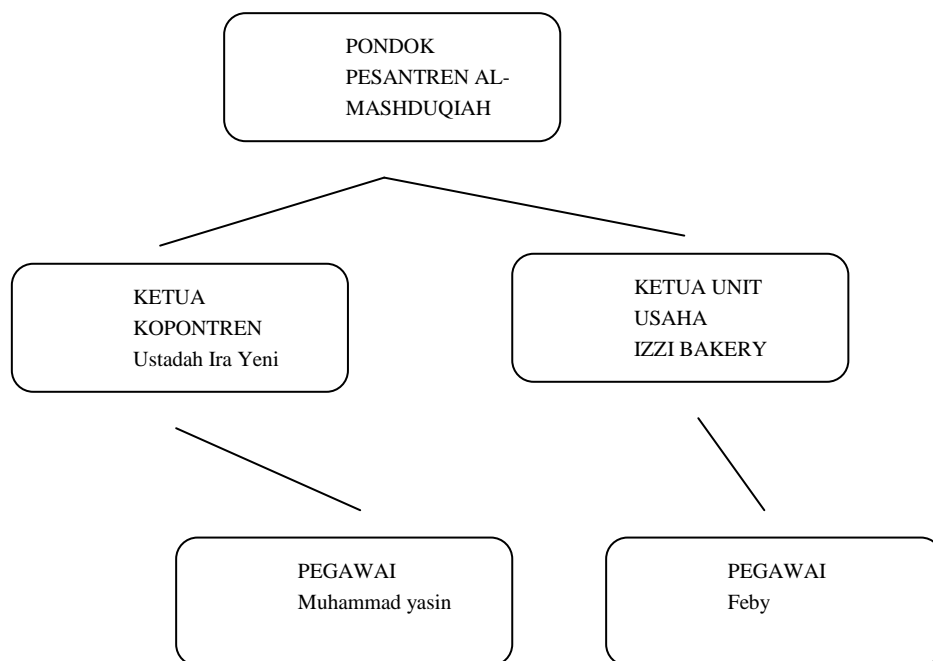 PONDOK
PESANTREN AL-
MASHDUQIAH
KETUA
KOPONTREN
Ustadah Ira Yeni
KETUA UNIT
USAHA
IZZI BAKERY
PEGAWAI
Muhammad yasin
PEGAWAI
Feby